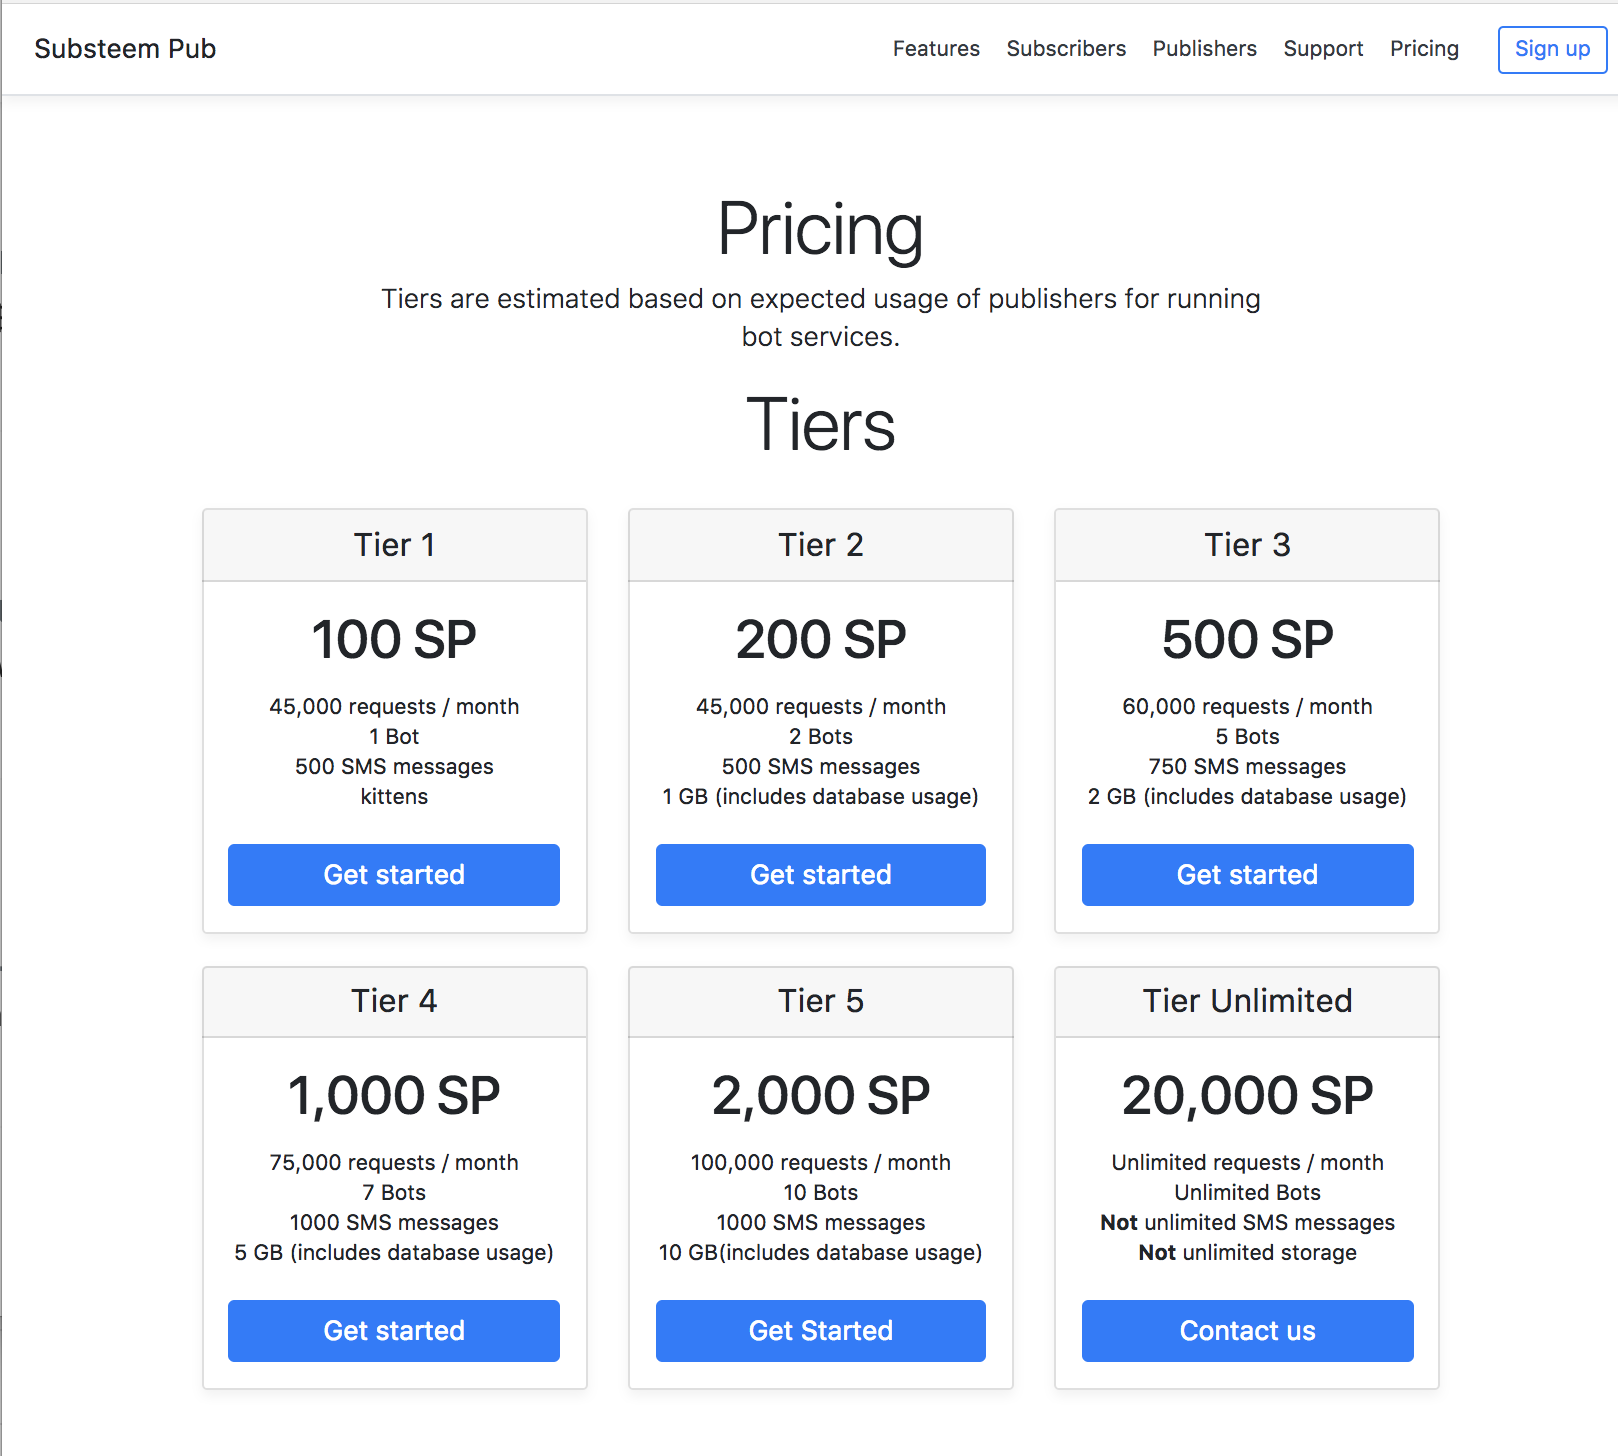 Substeem Pub
Features Subscribers Publishers Support Pricing Sign up
Pricing
Tiers are estimated based on expected usage of publishers for running
bot services.
Tiers
Tier 1
100 SP
45,000 requests / month
1 Bot
500 SMS messages
kittens
Get started
Tier 2
200 SP
45,000 requests / month
2 Bots
500 SMS messages
1 GB (includes database usage)
Get started
Tier 3
500 SP
60,000 requests / month
5 Bots
750 SMS messages
2 GB (includes database usage)
Get started
Tier 4
1,000 SP
75,000 requests / month
7 Bots
1000 SMS messages
5 GB (includes database usage)
Get started
Tier 5
2,000 SP
100,000 requests / month
10 Bots
1000 SMS messages
10 GB(includes database usage)
Get Started
Tier Unlimited
20,000 SP
Unlimited requests / month
Unlimited Bots
Not unlimited SMS messages
Not unlimited storage
Contact us